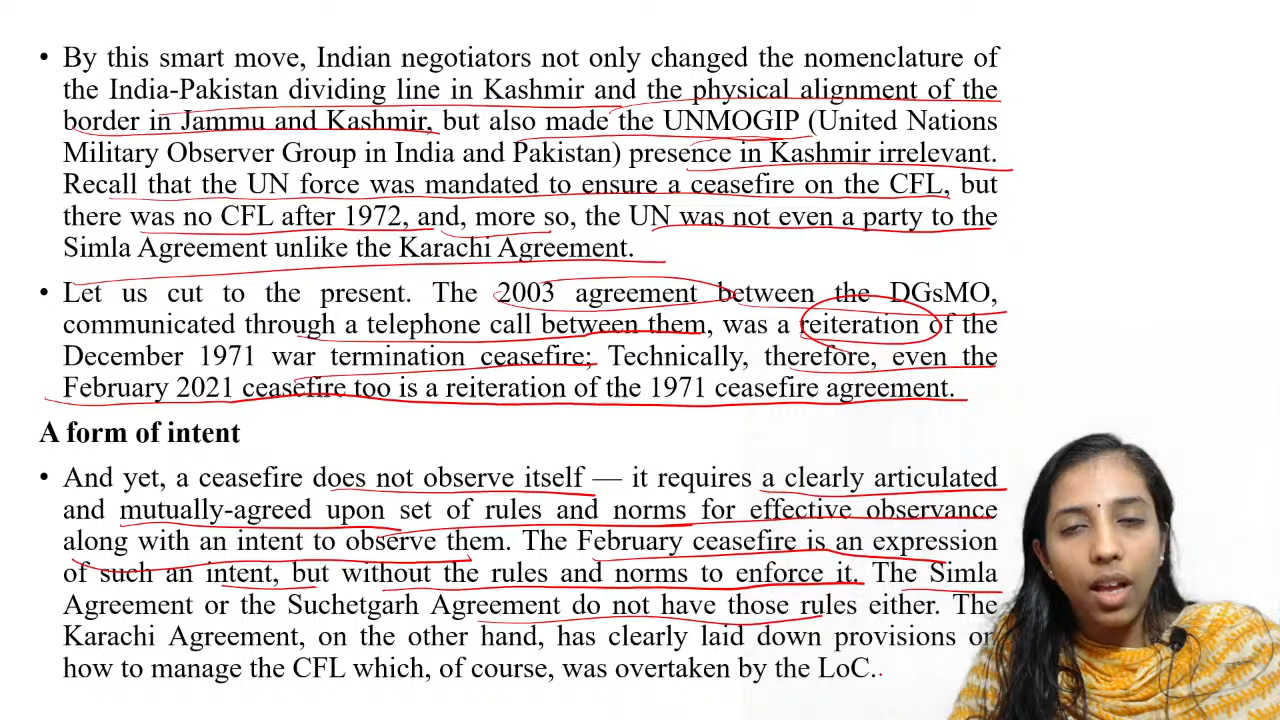 • By this smart move, Indian negotiators not only changed the nomenclature of
the India-Pakistan dividing line in Kashmir and the physical alignment of the
border in Jammu and Kashmir, but also made the UNMOGIP (United Nations
Military Observer Group in India and Pakistan) presence in Kashmir irrelevant.
Recall that the UN force was mandated to ensure a ceasefire on the CFL, but
there was no CFL after 1972, and, more so, the UN was not even a party to the
Simla Agreement unlike the Karachi Agreement.
• Let us cut to the present. The 2003 agreement between the DGsMO,
communicated through a telephone call between them, was a reiteration of the
December 1971 war termination ceasefire; Technically, therefore, even the
February 2021 ceasefire too is a reiteration of the 1971 ceasefire agreement.
A form of intent
• And yet, a ceasefire does not observe itself — it requires a clearly articulated
and mutually-agreed upon set of rules and norms for effective observance
along with an intent to observe them. The February ceasefire is an expression
of such an intent, but without the rules and norms to enforce it. The Simla
Agreement or the Suchetgarh Agreement do not have those rules either. The
Karachi Agreement, on the other hand, has clearly laid down provisions on
how to manage the CFL which, of course, was overtaken by the LoC.